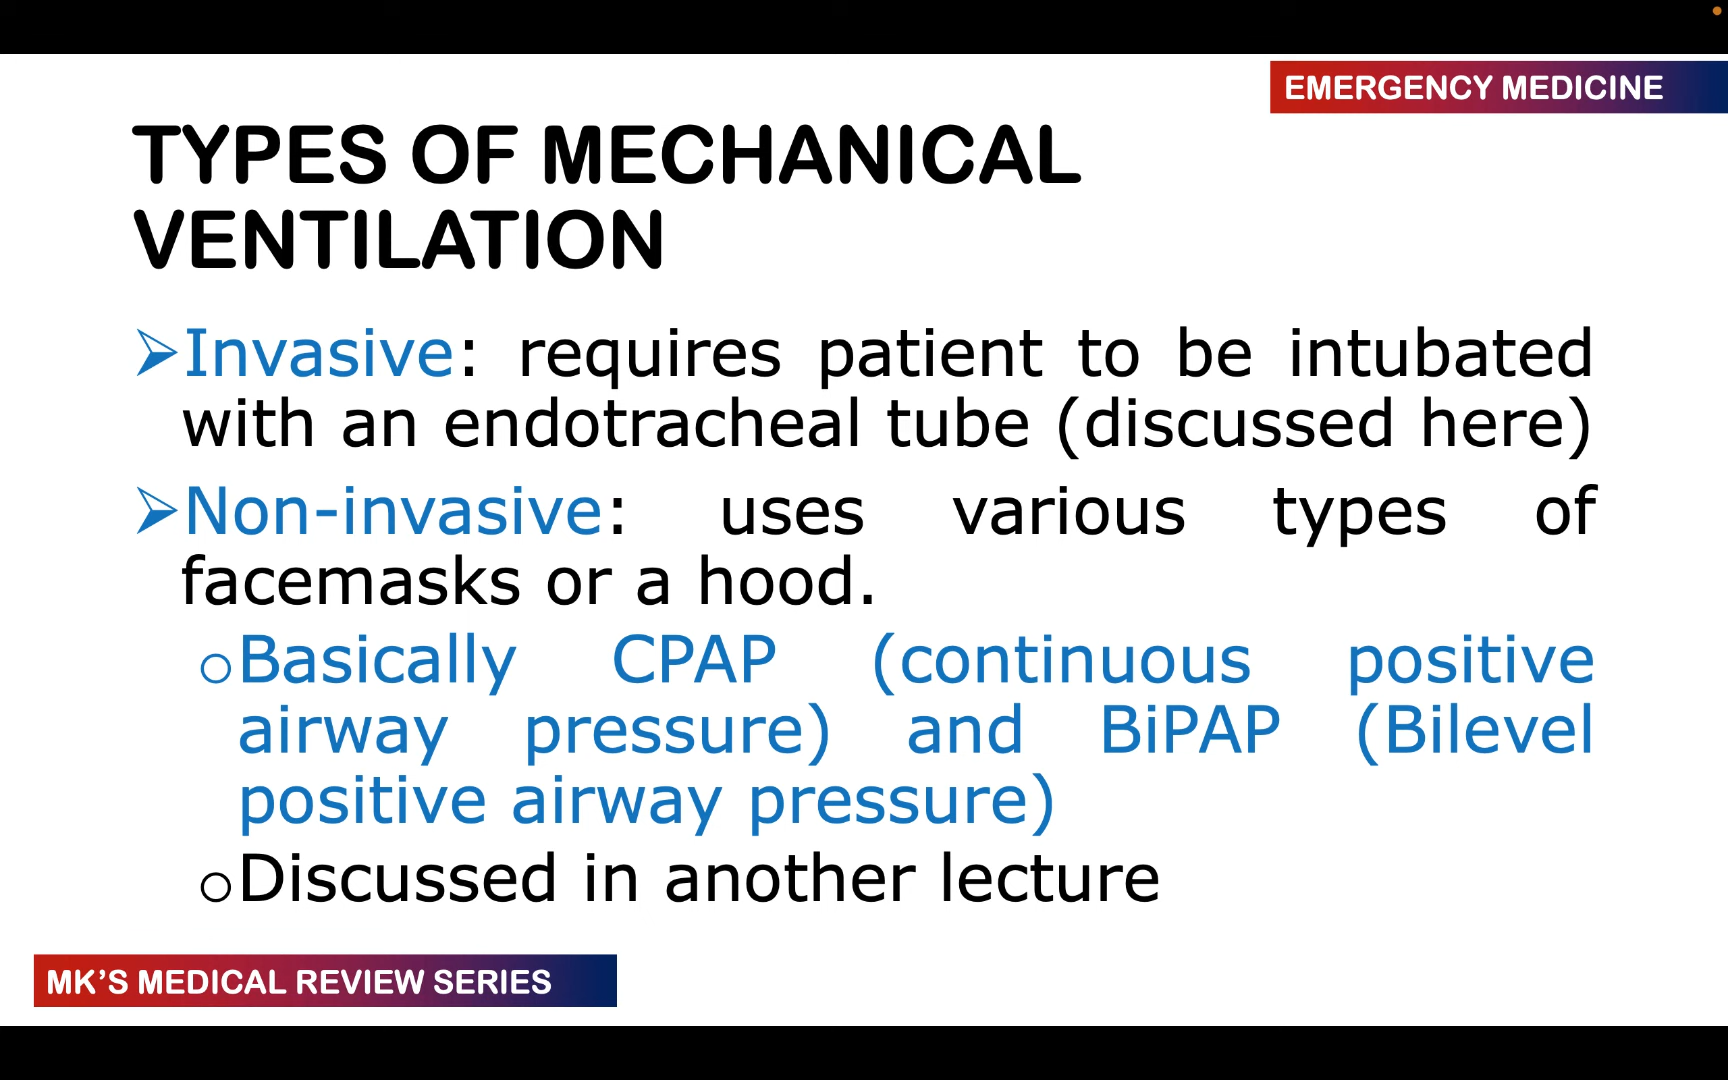 EMERGENCY MEDICINE
TYPES OF MECHANICAL
VENTILATION
➢Invasive: requires patient to be intubated
with an endotracheal tube (discussed here)
➢Non-invasive: uses various types of
facemasks or a hood.
oBasically CPAP (continuous positive
airway pressure) and BiPAP (Bilevel
positive airway pressure)
oDiscussed in another lecture
MK’S MEDICAL REVIEW SERIES